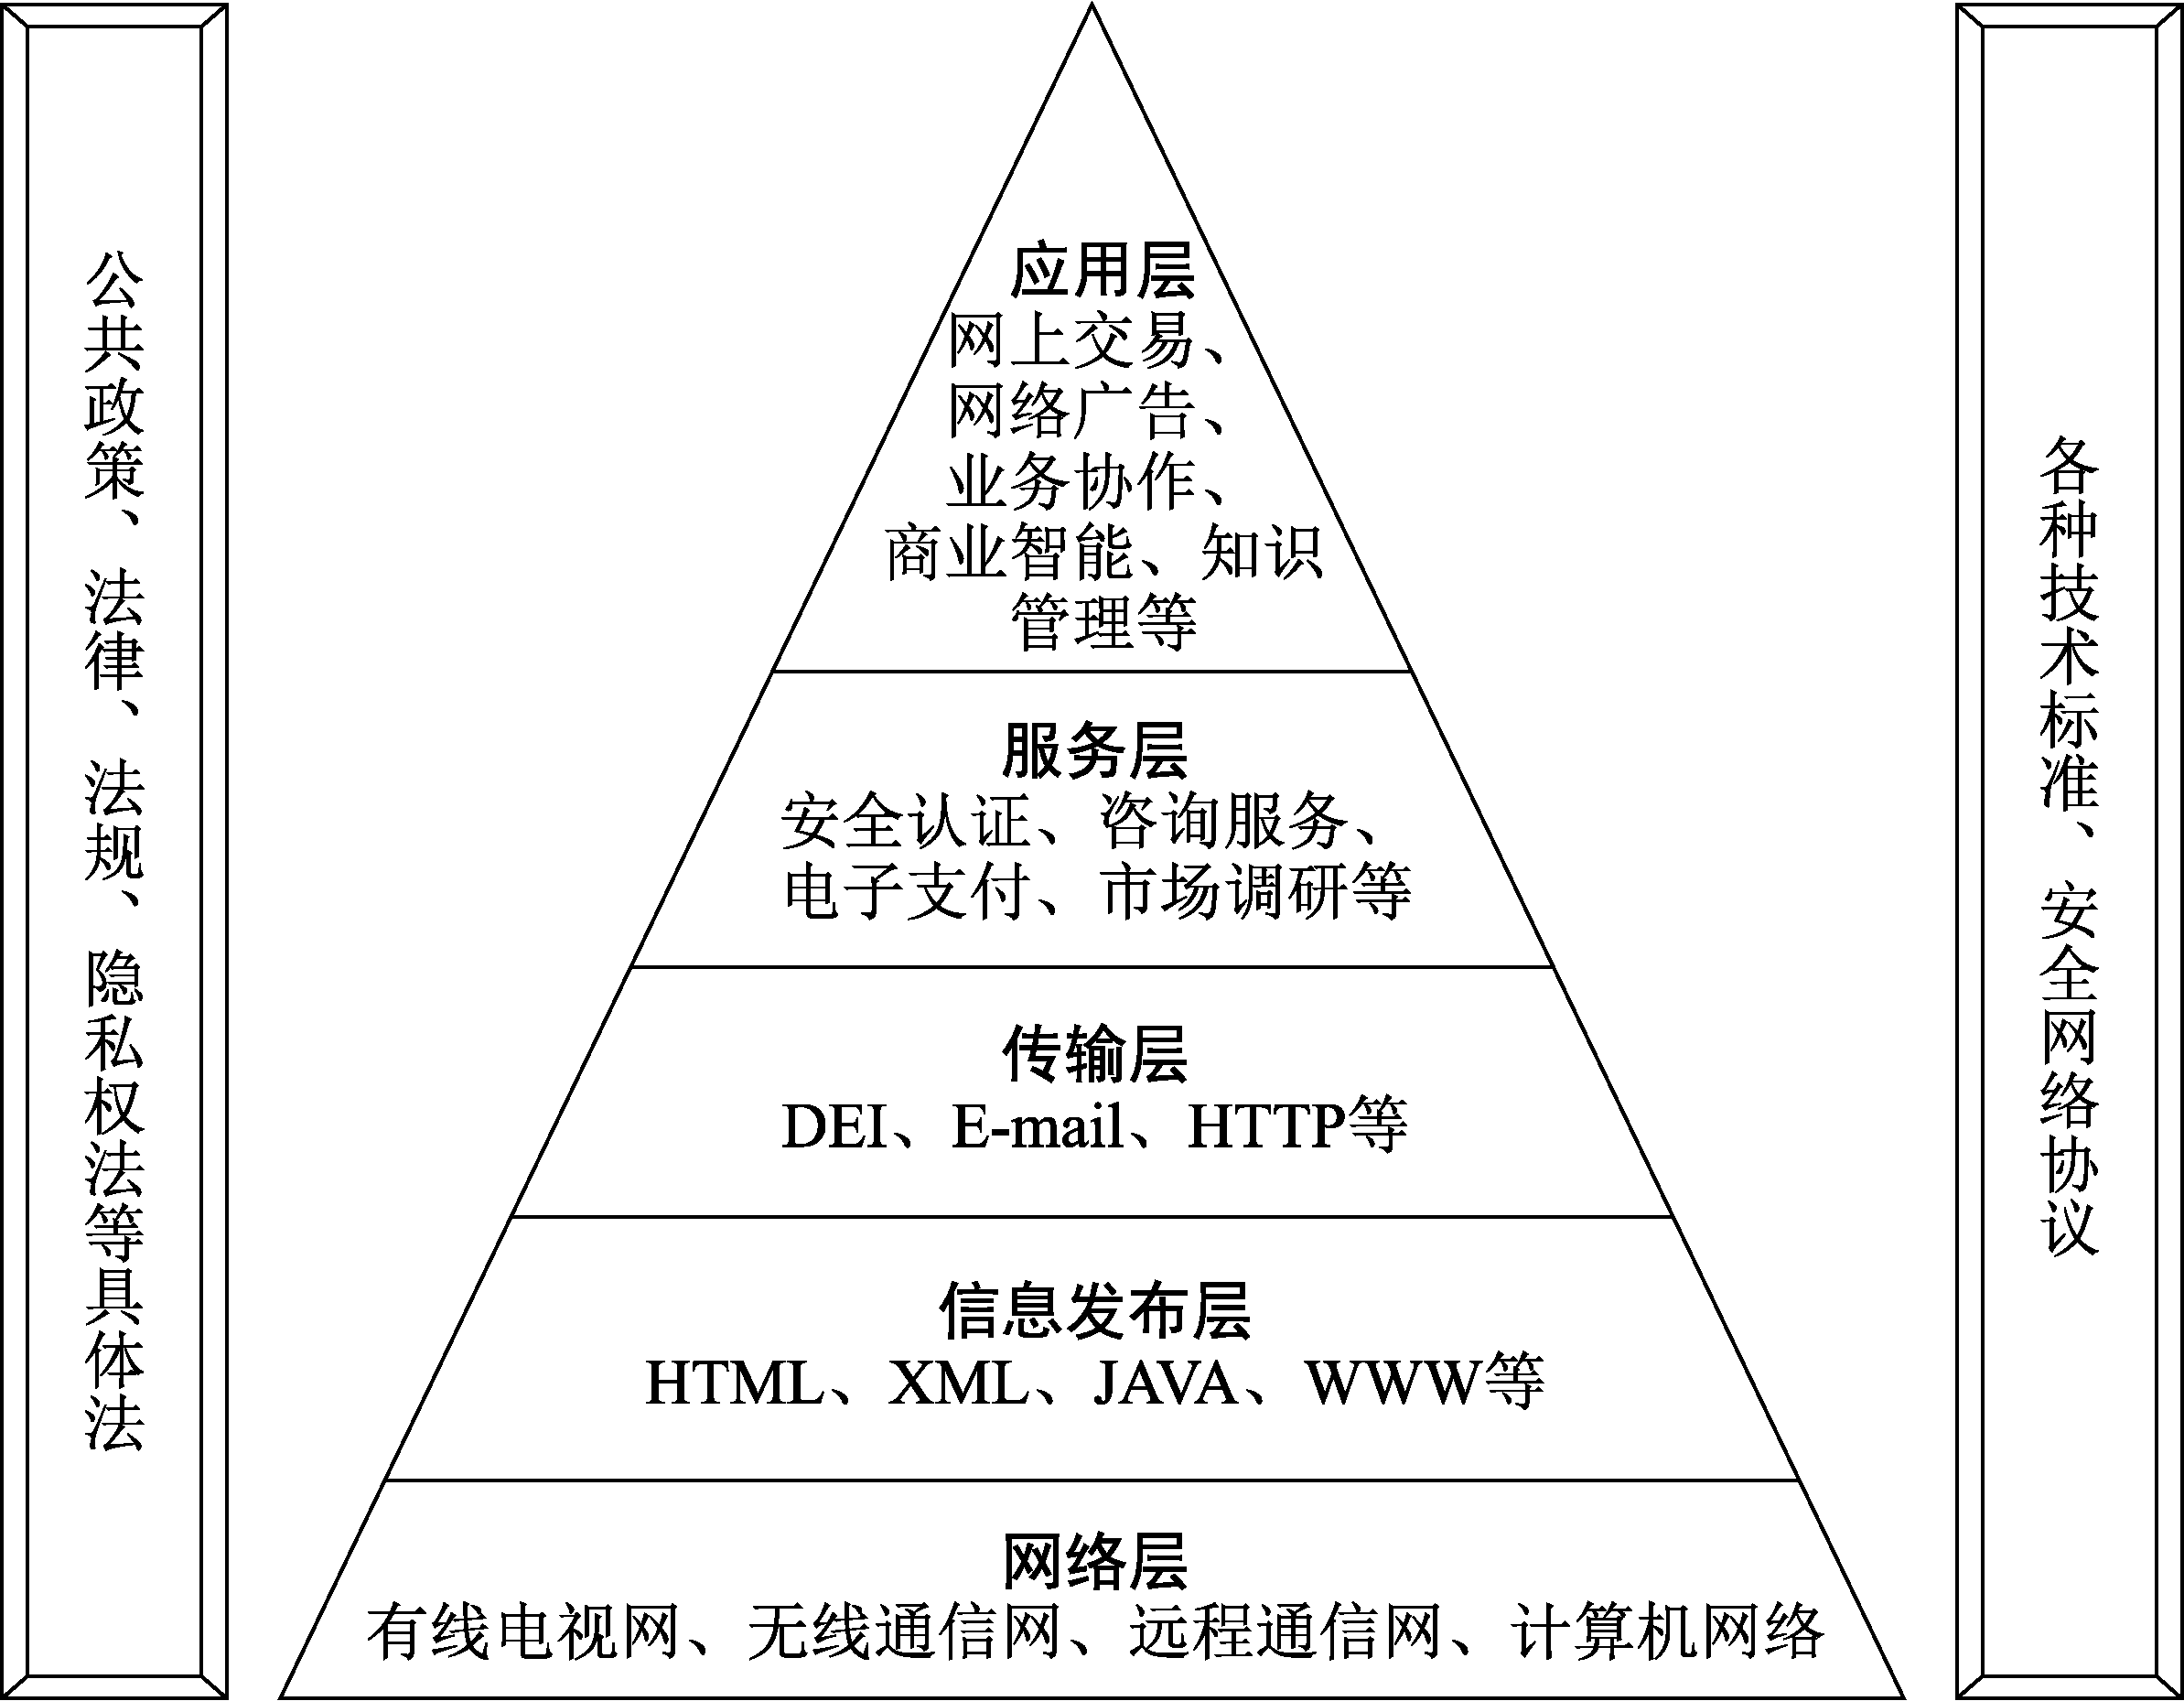 公共政策、法律、法规、隐私权法等具体法
应用层
网上交易、
网络广告、
业务协作、
商业智能、知识
管理等
服务层
安全认证、咨询服务、
电子支付、市场调研等
传输层
DEI、E-mail、HTTP等
信息发布层
HTML、XML、JAVA、WWW等
网络层
有线电视网、无线通信网、远程通信网、计算机网络
各种技术标准、安全网络协议